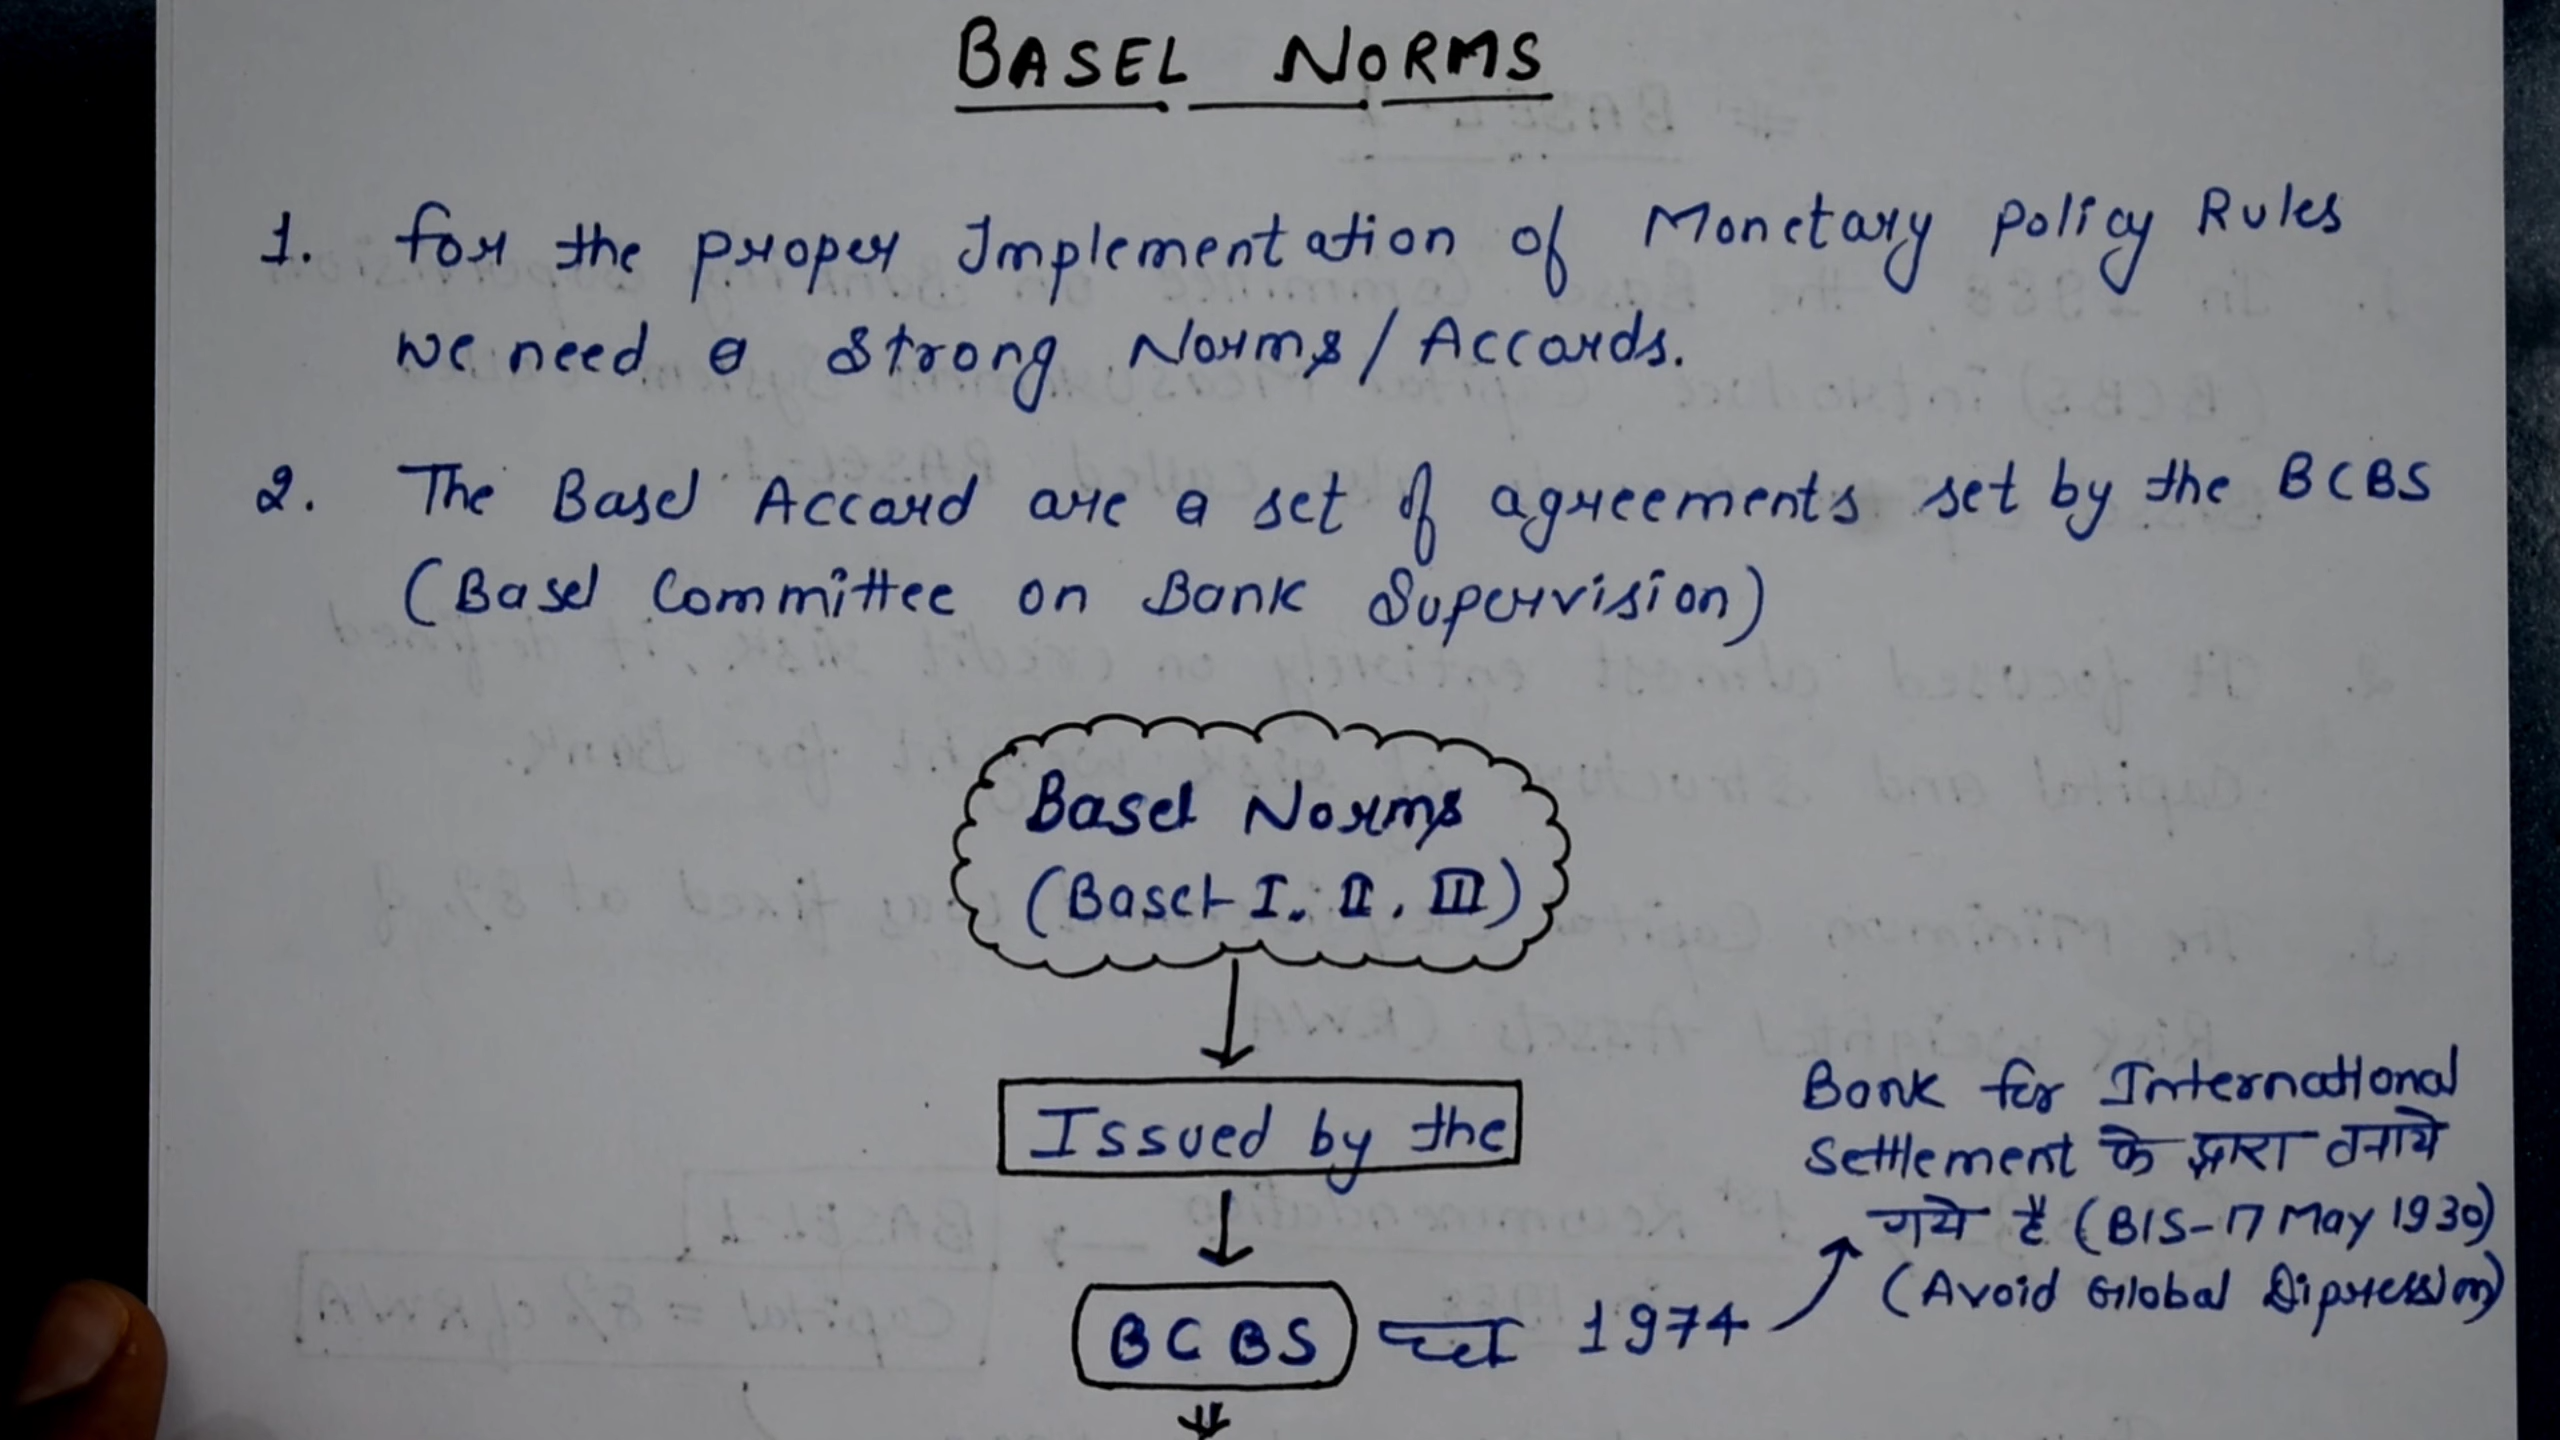 BASEL NORMS
1. for the proper Implementation of Monetary policy Rules
we need a Strong Norms/Accords.
2. The Basel Accord are a set of agreements set by the BCBS
(Basel Committee on Bank Supervision)
Basel Norms
(Basel-I, II, III)
Issued by the
BCBS 1974
Bank for International
Settlement के द्वारा बनाये
गये है (BIS-17 May 1930)
(Avoid Global Dipression)